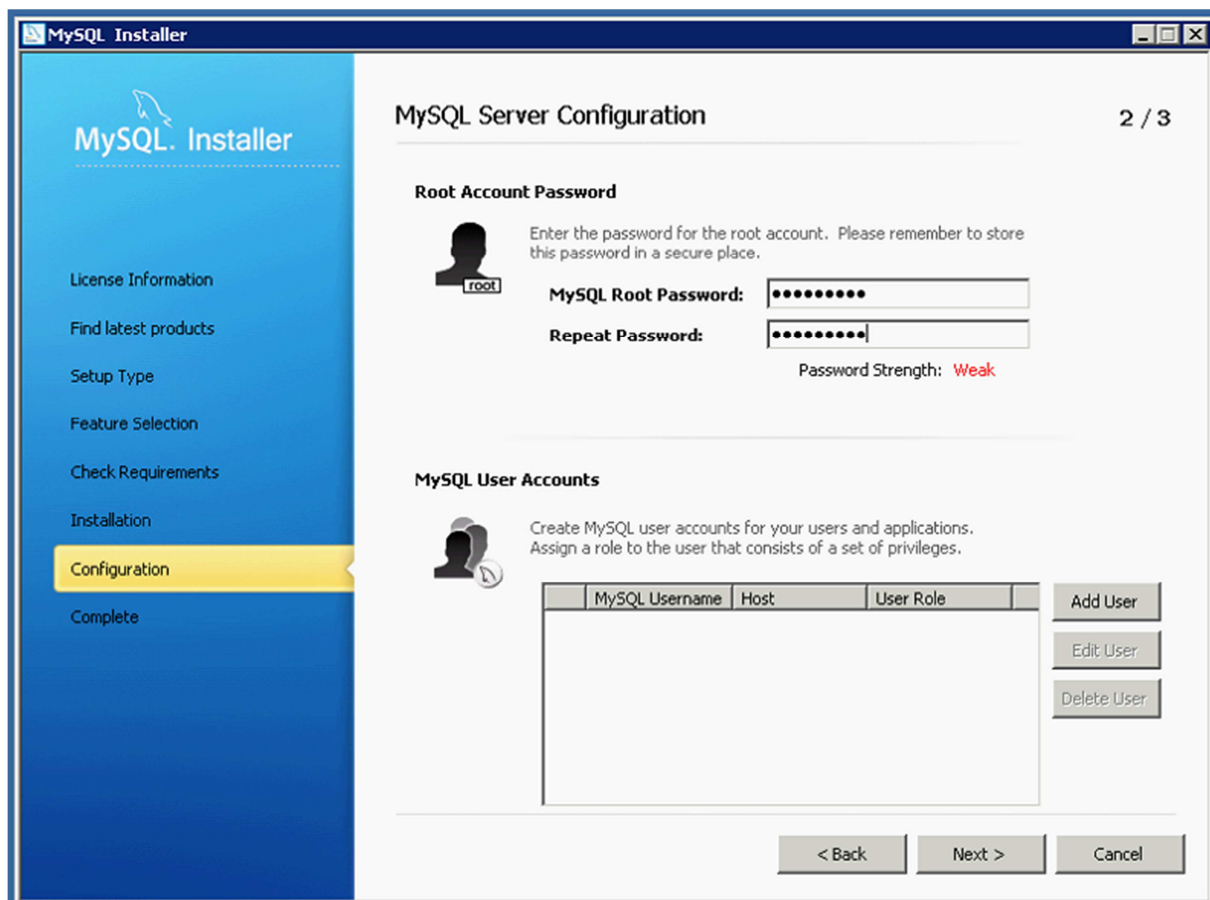 MySQL Installer
MySQL. Installer
License Information
Find latest products
Setup Type
Feature Selection
Check Requirements
Installation
Configuration
Complete
MySQL Server Configuration
2 / 3
Root Account Password
Enter the password for the root account. Please remember to store
this password in a secure place.
root
MySQL Root Password: ●●●●●●●●●
Repeat Password: ●●●●●●●●●
Password Strength: Weak
MySQL User Accounts
Create MySQL user accounts for your users and applications.
Assign a role to the user that consists of a set of privileges.
MySQL Username Host User Role
Add User
Edit User
Delete User
< Back Next > Cancel